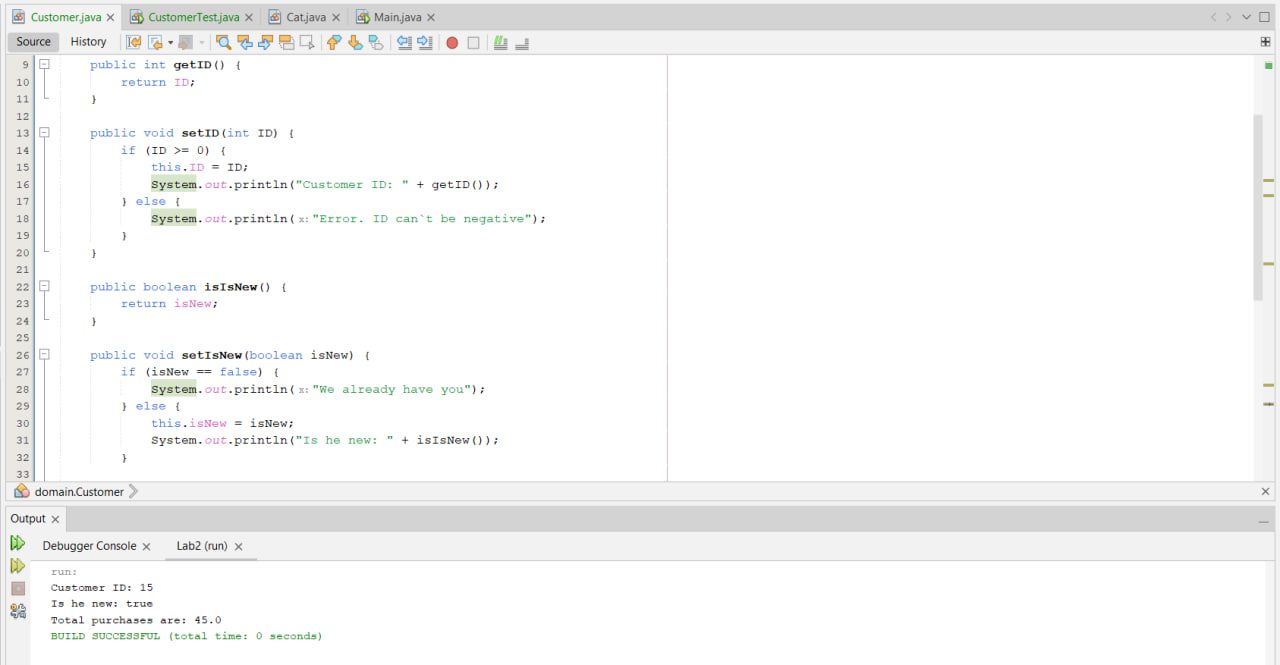 Customer.java CustomerTest.java Cat.java Main.java
Source History
9 public int getID() {
10 return ID;
11 }
12
13 public void setID(int ID) {
14 if (ID >= 0) {
15 this.ID = ID;
16 System.out.println("Customer ID: " + getID());
17 } else {
18 System.out.println( x: "Error. ID can`t be negative");
19 }
20 }
21
22 public boolean isIsNew() {
23 return isNew;
24 }
25
26 public void setIsNew(boolean isNew) {
27 if (isNew == false) {
28 System.out.println( x: "We already have you");
29 } else {
30 this.isNew = isNew;
31 System.out.println("Is he new: " + isIsNew());
32 }
33
domain.Customer
Output
Debugger Console Lab2 (run)
run:
Customer ID: 15
Is he new: true
Total purchases are: 45.0
BUILD SUCCESSFUL (total time: 0 seconds)